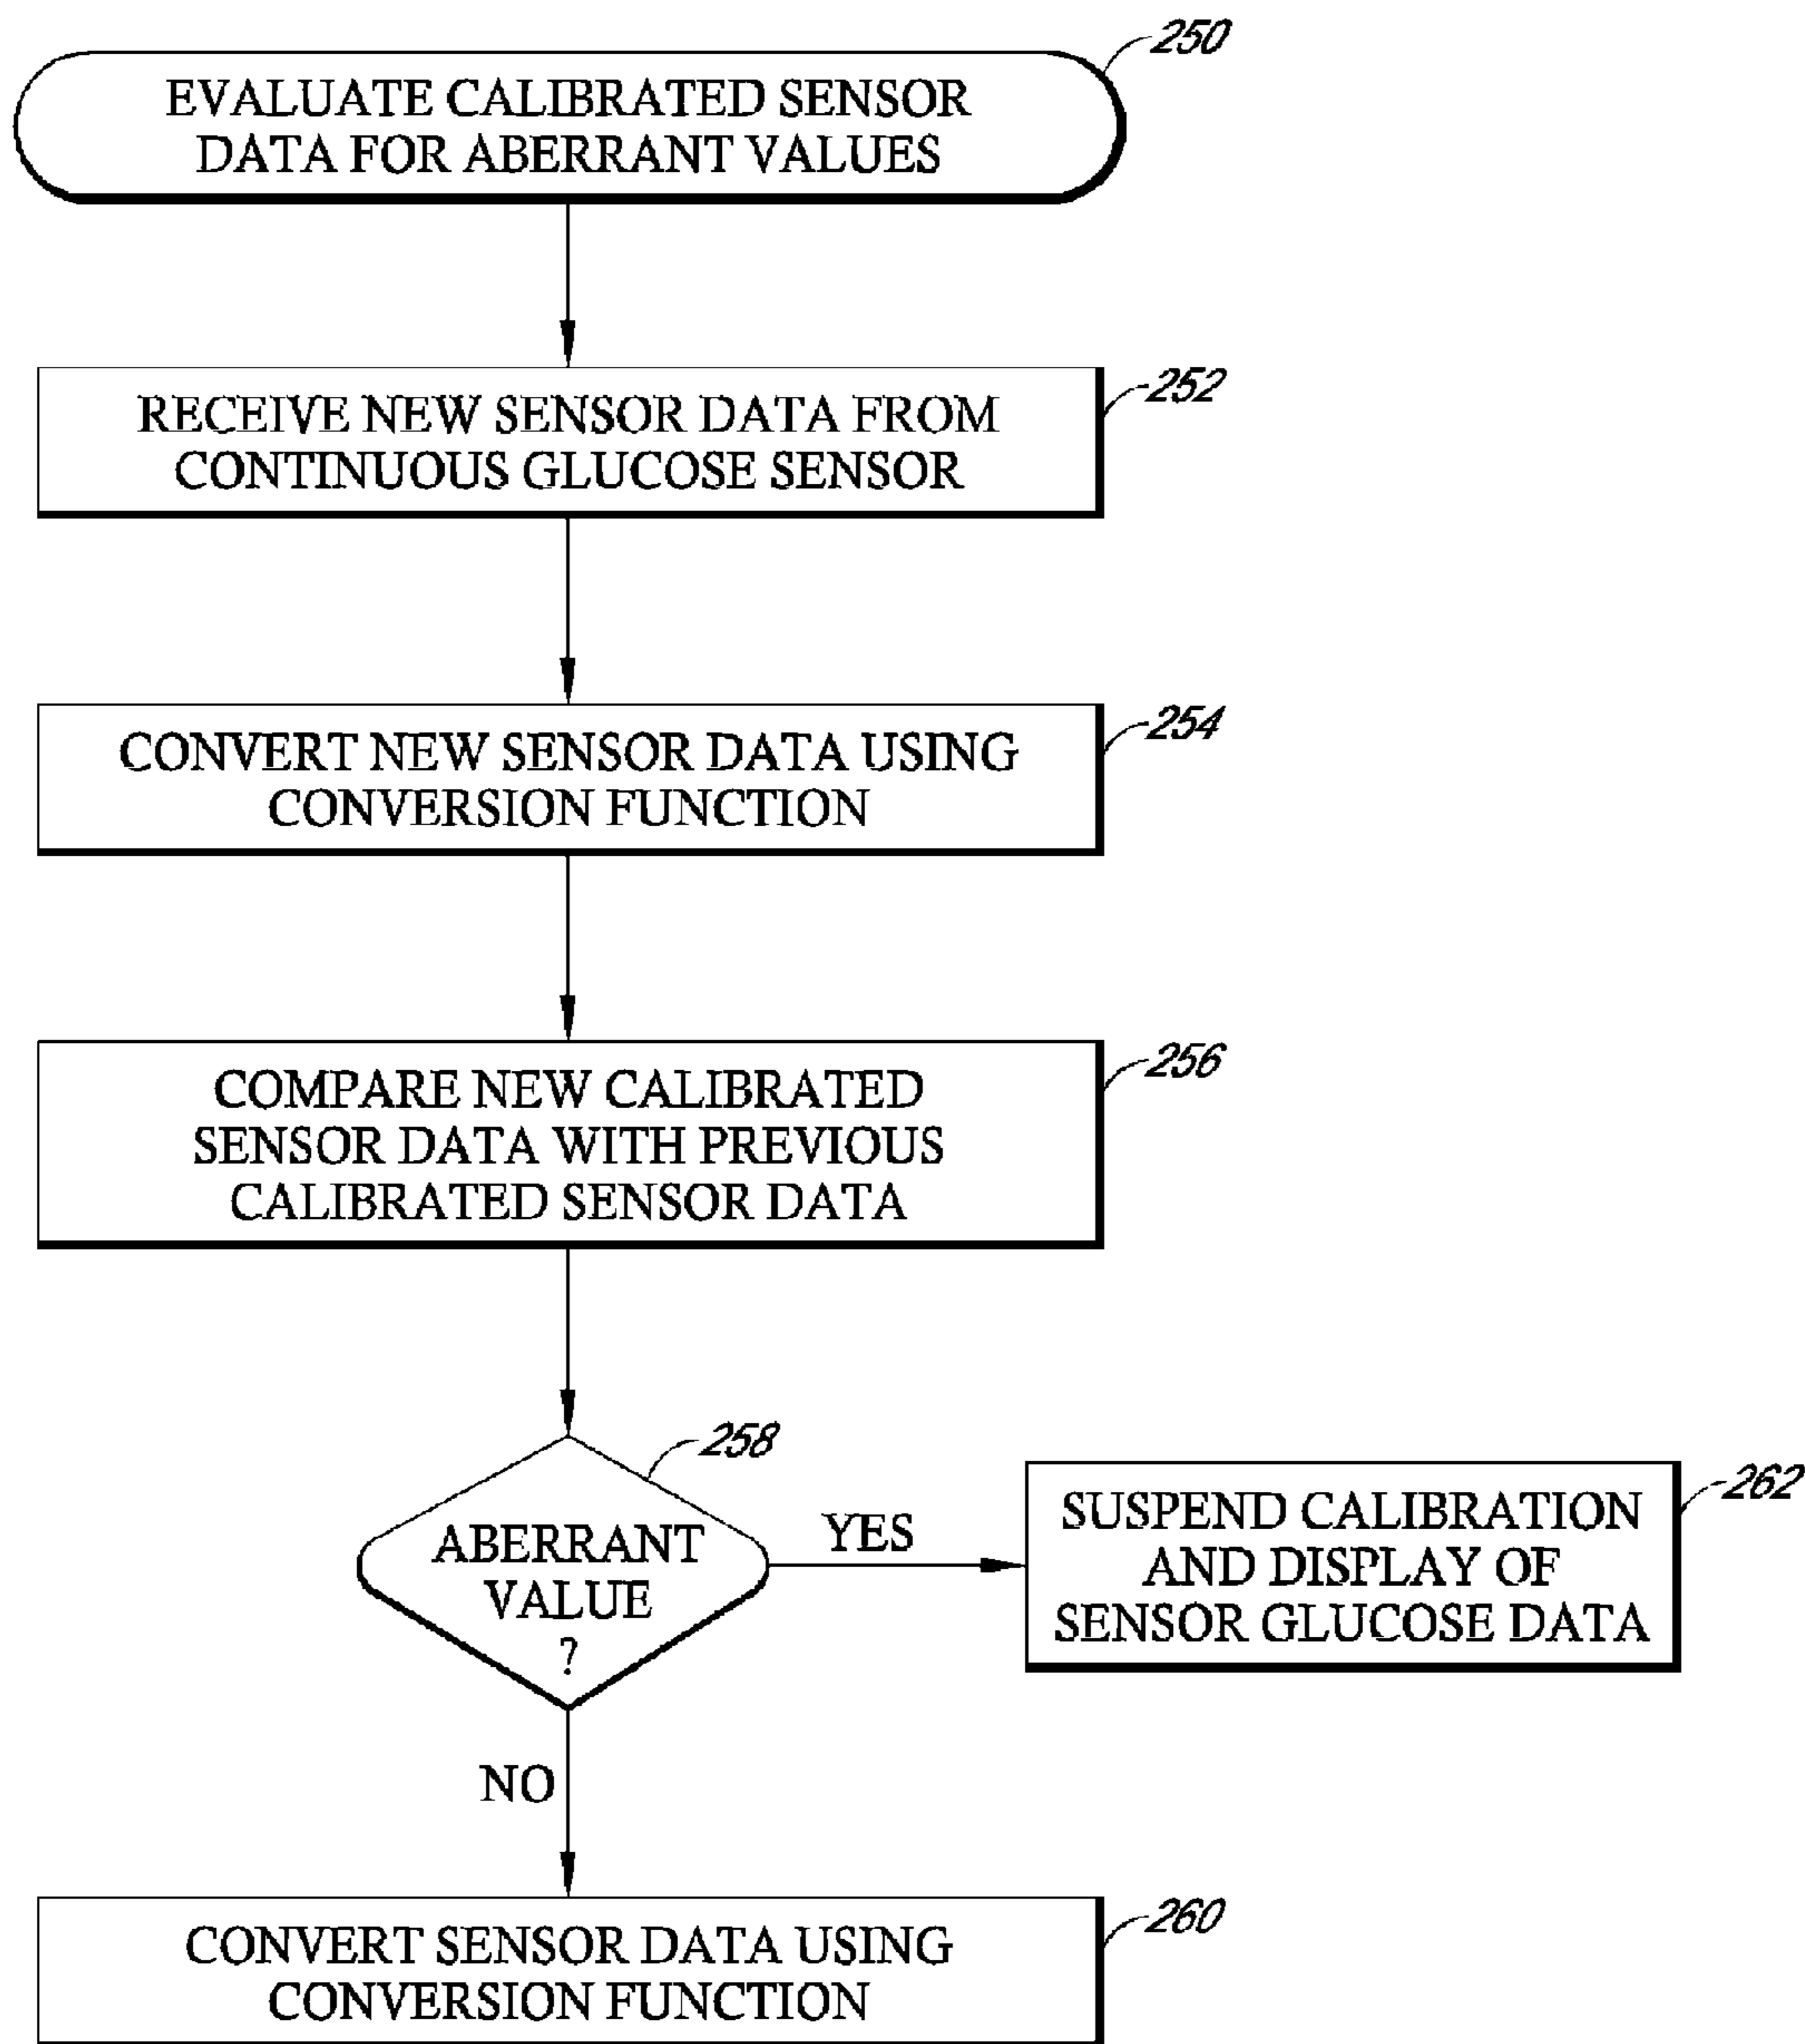 250
EVALUATE CALIBRATED SENSOR
DATA FOR ABERRANT VALUES
252
RECEIVE NEW SENSOR DATA FROM
CONTINUOUS GLUCOSE SENSOR
254
CONVERT NEW SENSOR DATA USING
CONVERSION FUNCTION
256
COMPARE NEW CALIBRATED
SENSOR DATA WITH PREVIOUS
CALIBRATED SENSOR DATA
258
ABERRANT
VALUE
?
YES
262
SUSPEND CALIBRATION
AND DISPLAY OF
SENSOR GLUCOSE DATA
NO
260
CONVERT SENSOR DATA USING
CONVERSION FUNCTION